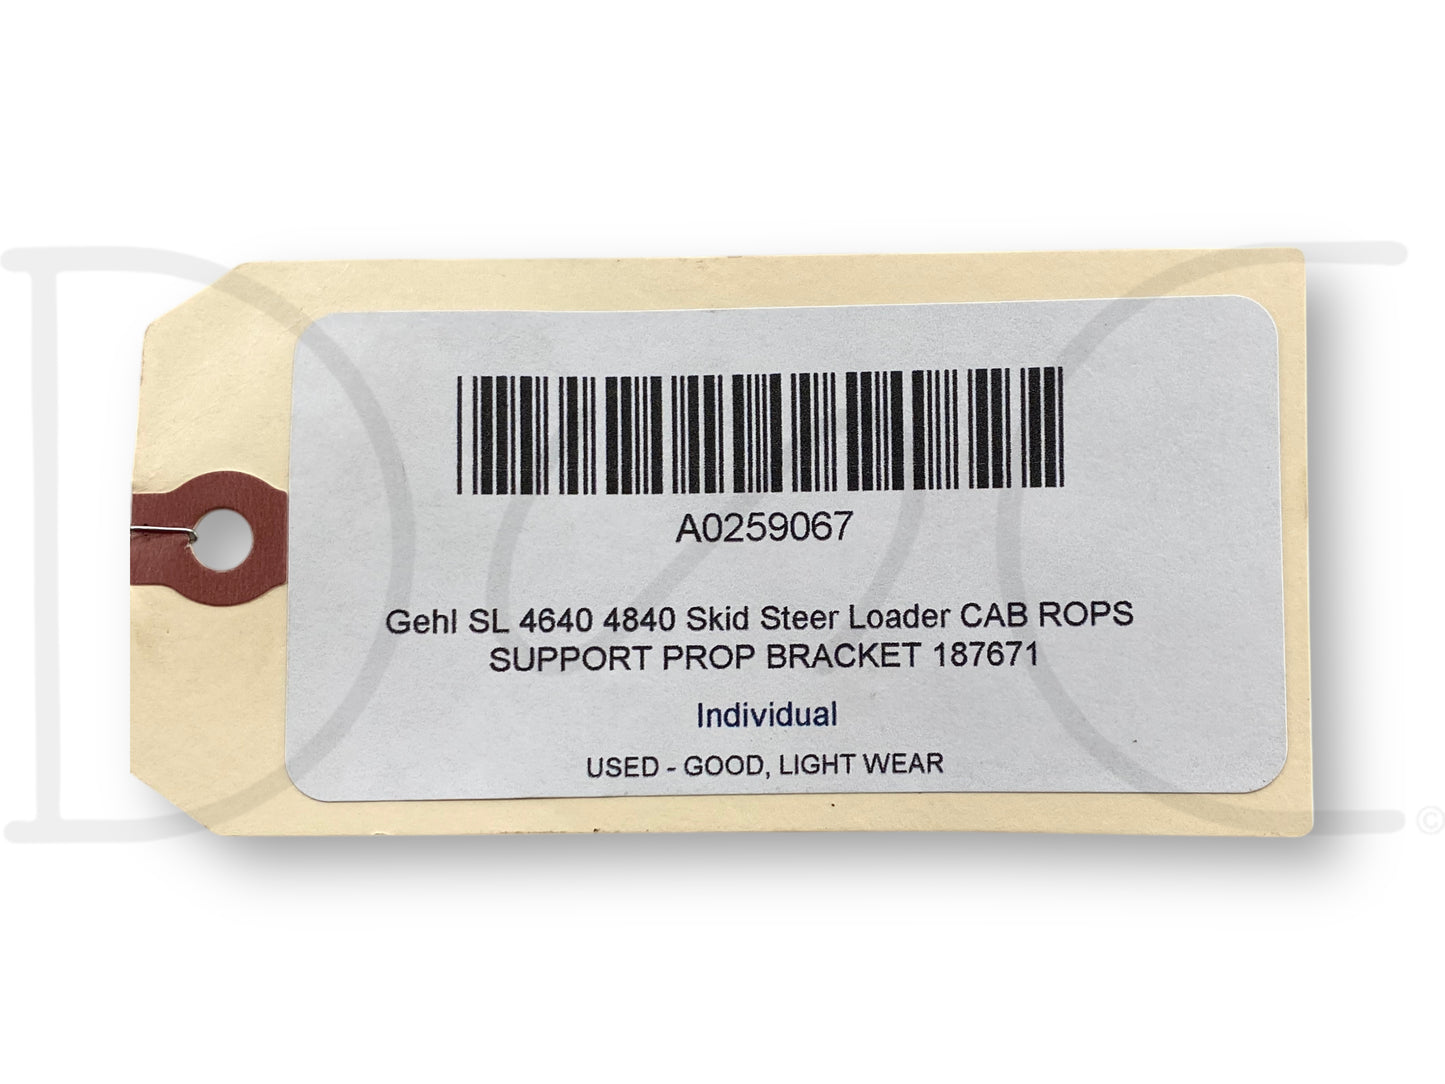 A0259067
Gehl SL 4640 4840 Skid Steer Loader CAB ROPS
SUPPORT PROP BRACKET 187671
Individual
USED - GOOD, LIGHT WEAR
©